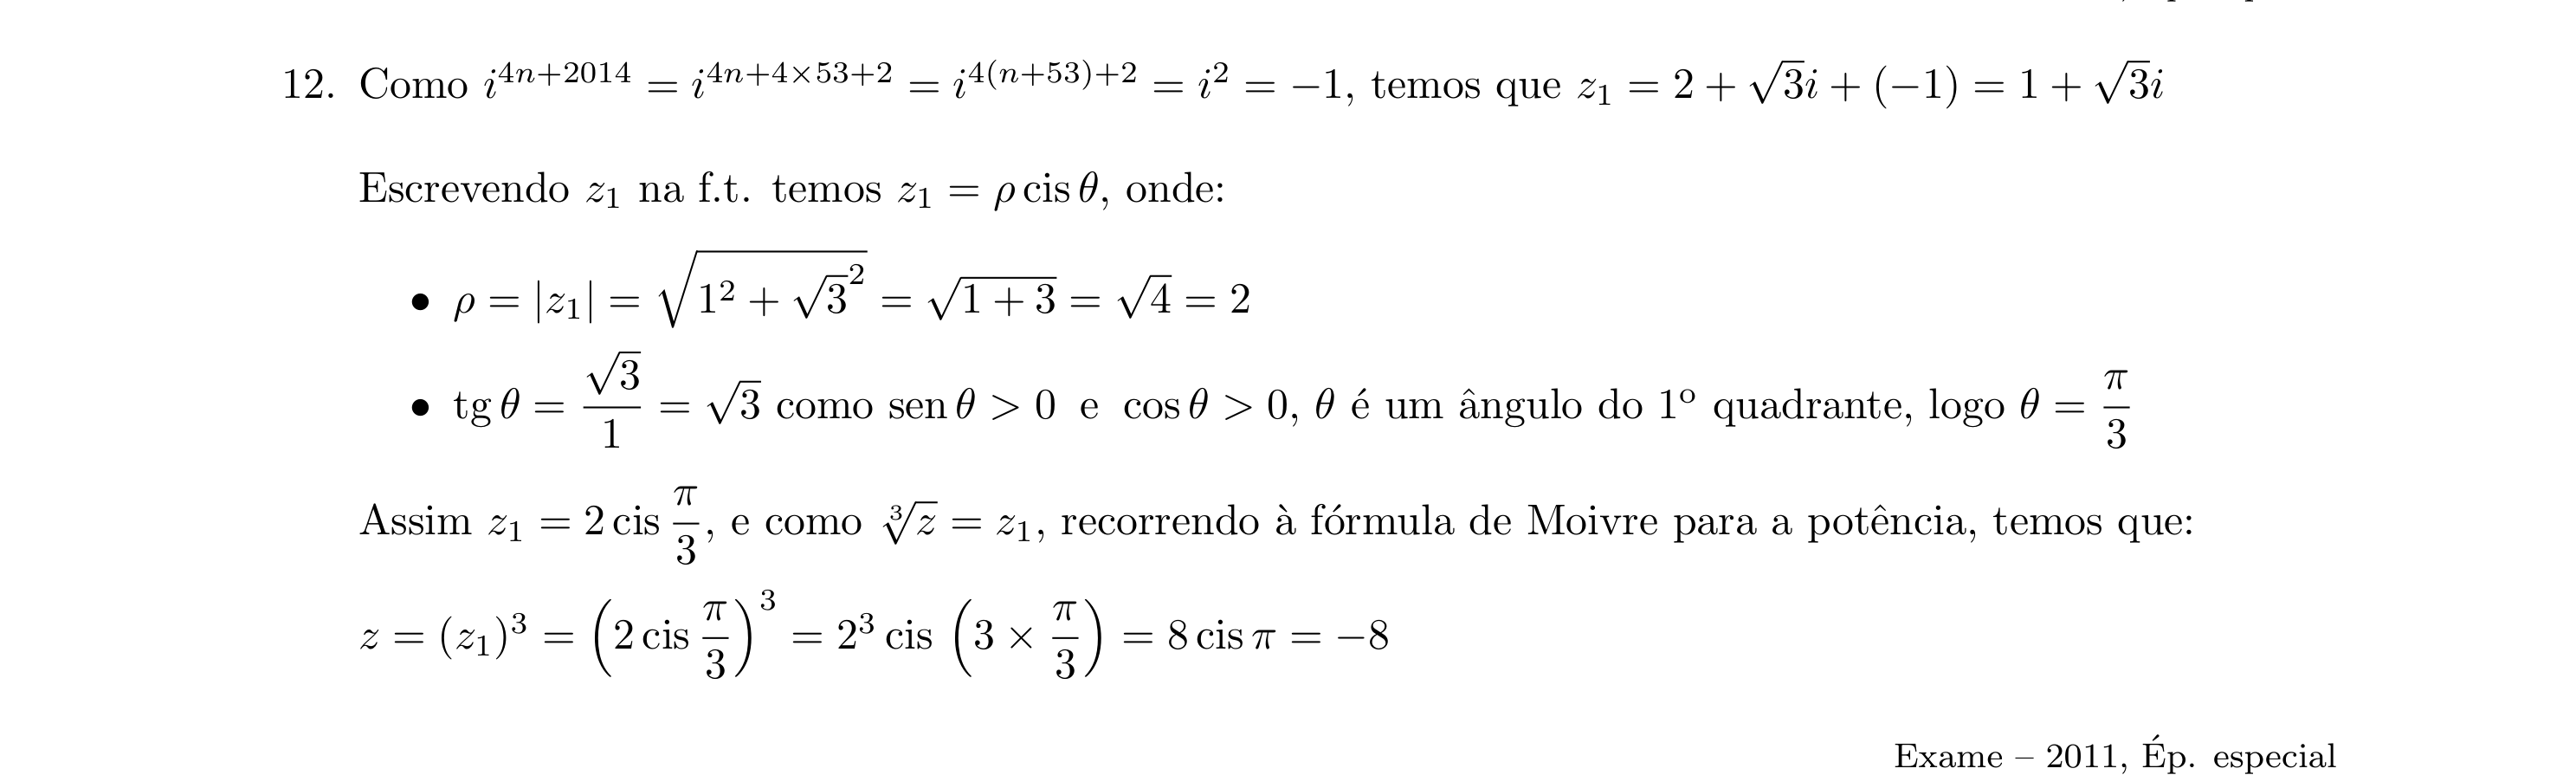 12. Como $i^{4n+2014} = i^{4n+4\times 53+2} = i^{4(n+53)+2} = i^2 = -1$, temos que $z_1 = 2 + \sqrt{3}i + (-1) = 1 + \sqrt{3}i$
Escrevendo $z_1$ na f.t. temos $z_1 = \rho \operatorname{cis} \theta$, onde:
• $\rho = |z_1| = \sqrt{1^2 + \sqrt{3}^2} = \sqrt{1+3} = \sqrt{4} = 2$
• $\operatorname{tg} \theta = \dfrac{\sqrt{3}}{1} = \sqrt{3}$ como $\operatorname{sen} \theta > 0$ e $\cos \theta > 0$, $\theta$ é um ângulo do 1º quadrante, logo $\theta = \dfrac{\pi}{3}$
Assim $z_1 = 2 \operatorname{cis} \dfrac{\pi}{3}$, e como $\sqrt[3]{z} = z_1$, recorrendo à fórmula de Moivre para a potência, temos que:
$z = (z_1)^3 = \left(2 \operatorname{cis} \dfrac{\pi}{3}\right)^3 = 2^3 \operatorname{cis} \left(3 \times \dfrac{\pi}{3}\right) = 8 \operatorname{cis} \pi = -8$
Exame – 2011, Ép. especial